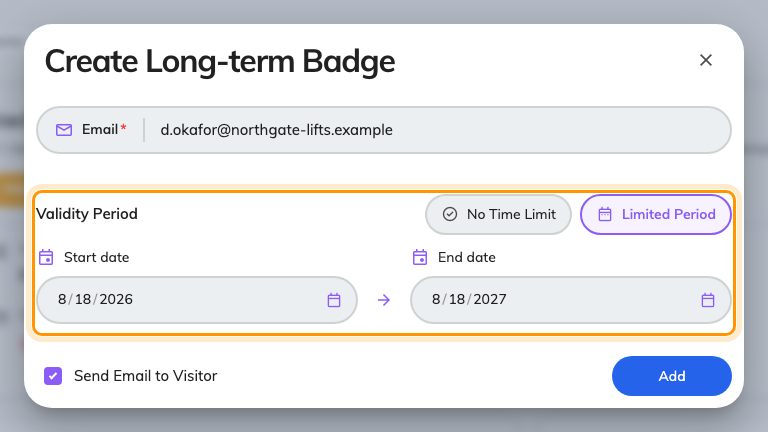 Create Long-term Badge
Email* d.okafor@northgate-lifts.example
Validity Period No Time Limit Limited Period
Start date End date
8/18/2026 8/18/2027
Send Email to Visitor Add